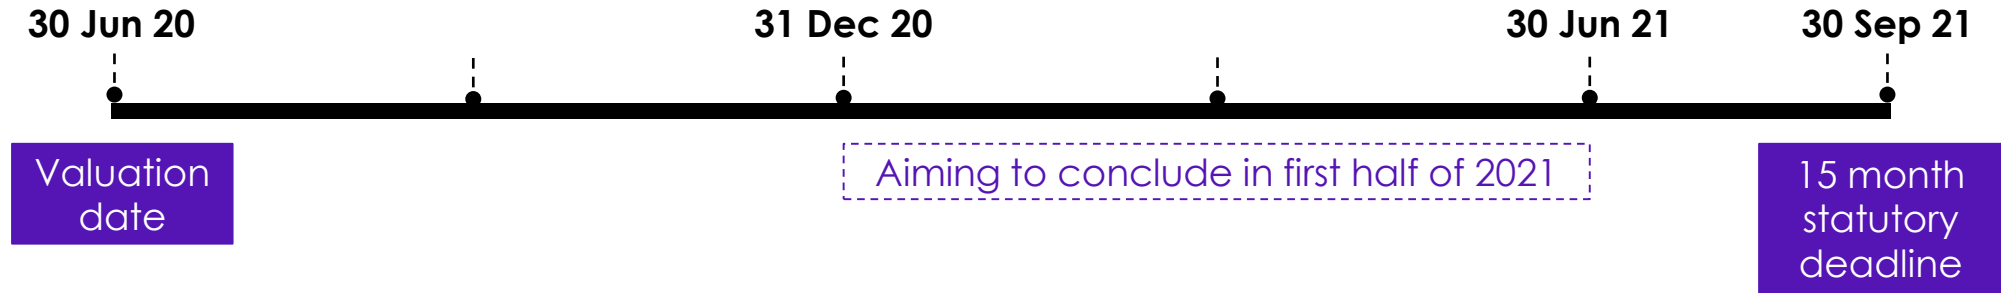 30 Jun 20
31 Dec 20
30 Jun 21
30 Sep 21
Valuation
date
Aiming to conclude in first half of 2021
15 month
statutory
deadline